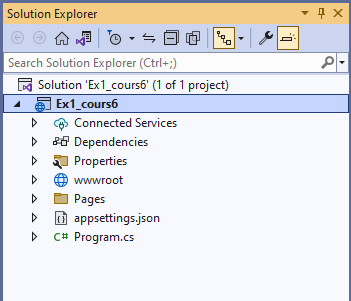 Solution Explorer
Search Solution Explorer (Ctrl+;)
Solution 'Ex1_cours6' (1 of 1 project)
Ex1_cours6
Connected Services
Dependencies
Properties
wwwroot
Pages
appsettings.json
C# Program.cs